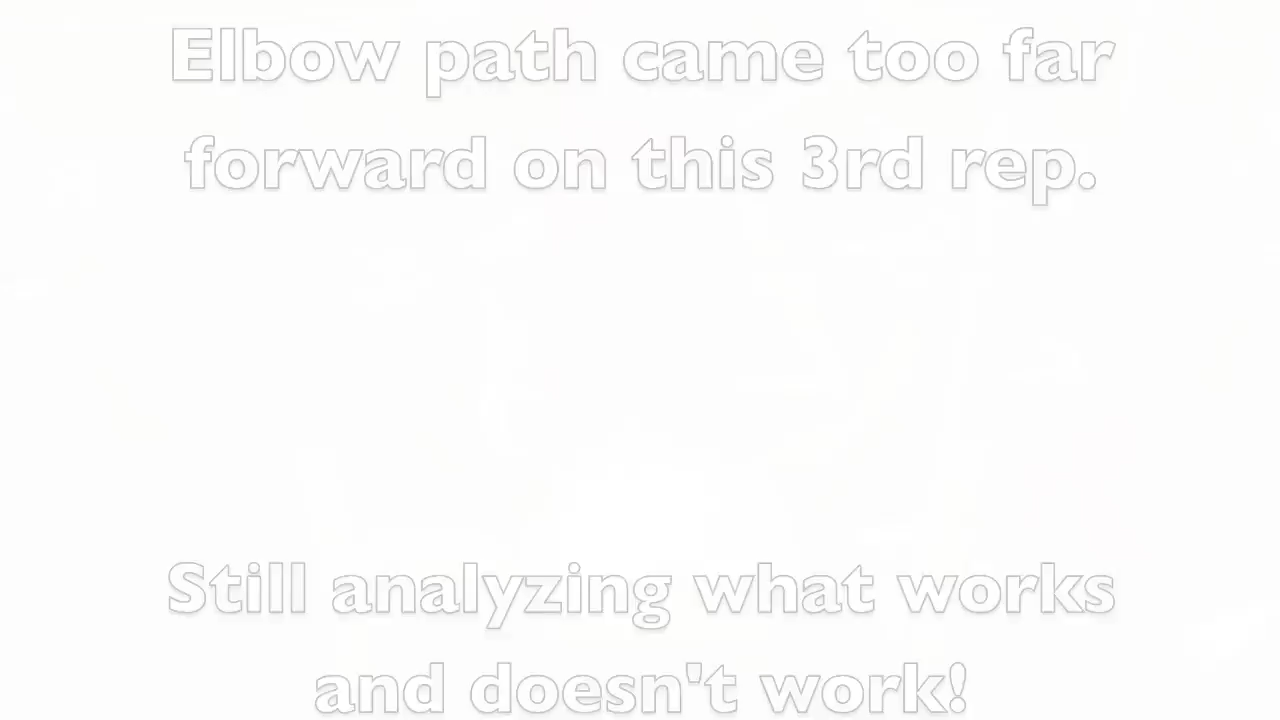 Elbow path came too far
forward on this 3rd rep.
Still analyzing what works
and doesn't work!